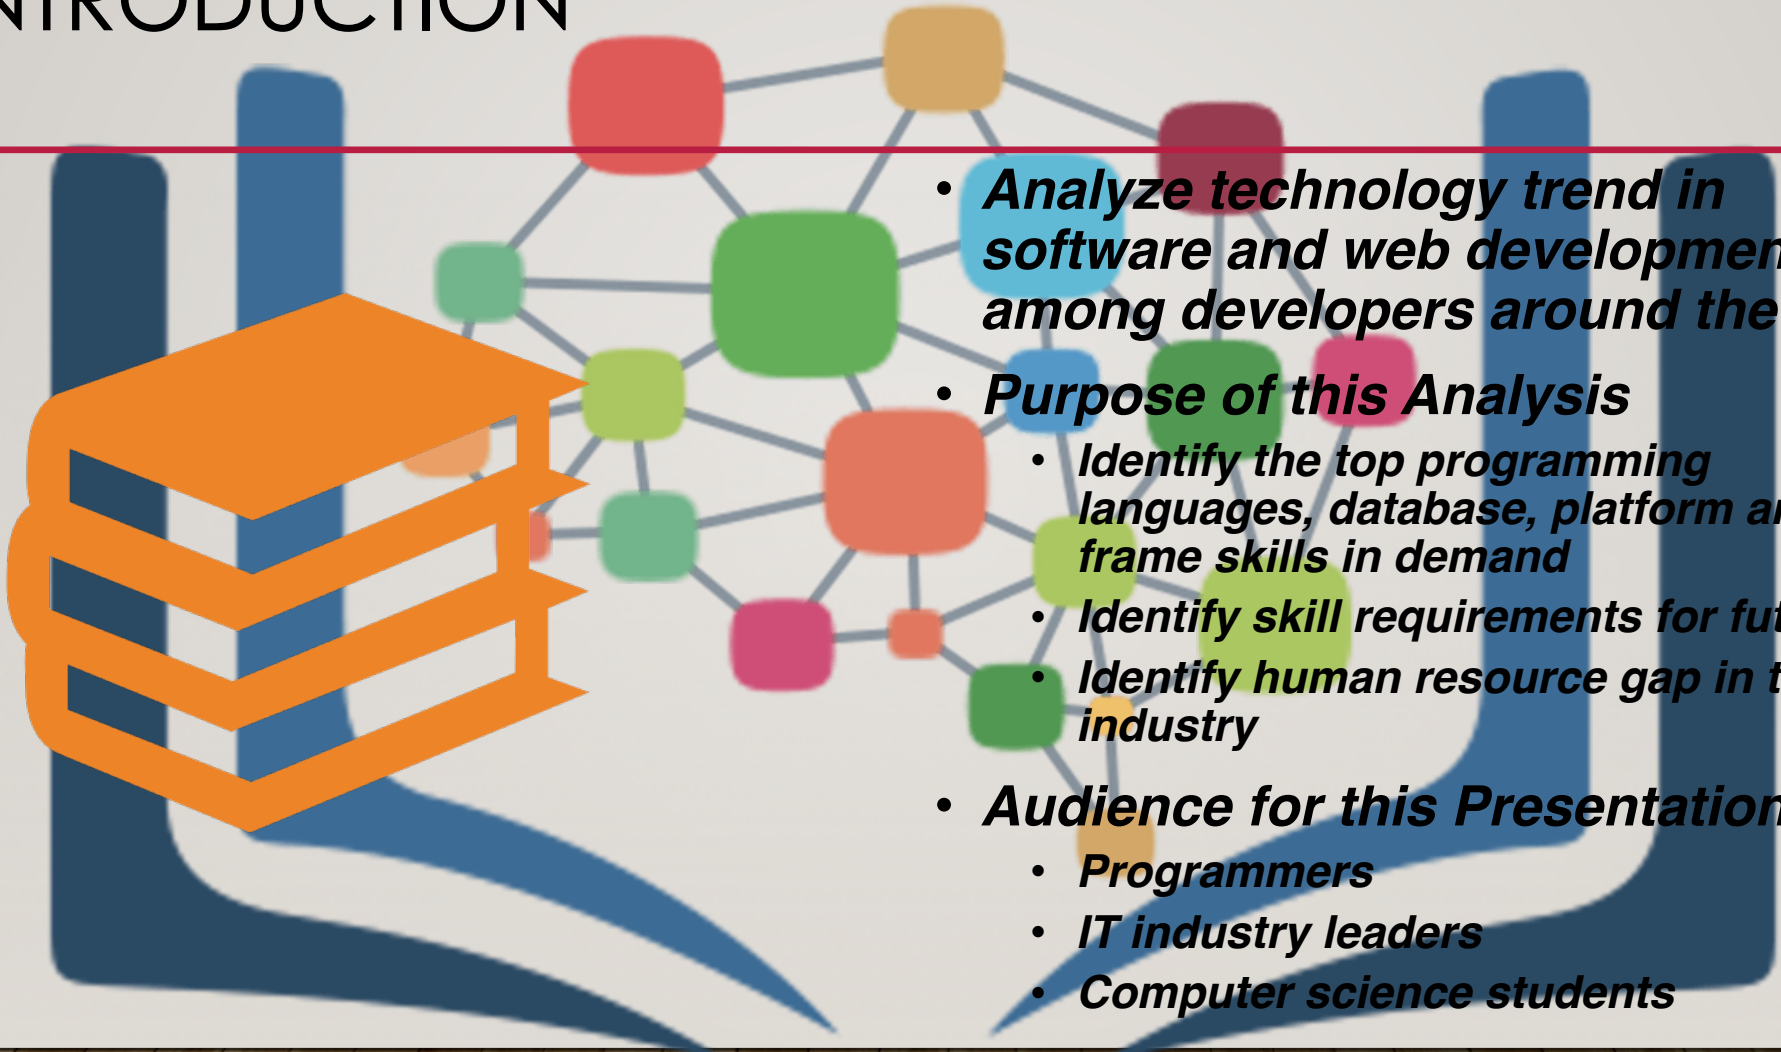 NTRODUCTION
• Analyze technology trend in
software and web developmen
among developers around the
• Purpose of this Analysis
• Identify the top programming
languages, database, platform a
frame skills in demand
• Identify skill requirements for fut
• Identify human resource gap in t
industry
• Audience for this Presentation
• Programmers
• IT industry leaders
• Computer science students